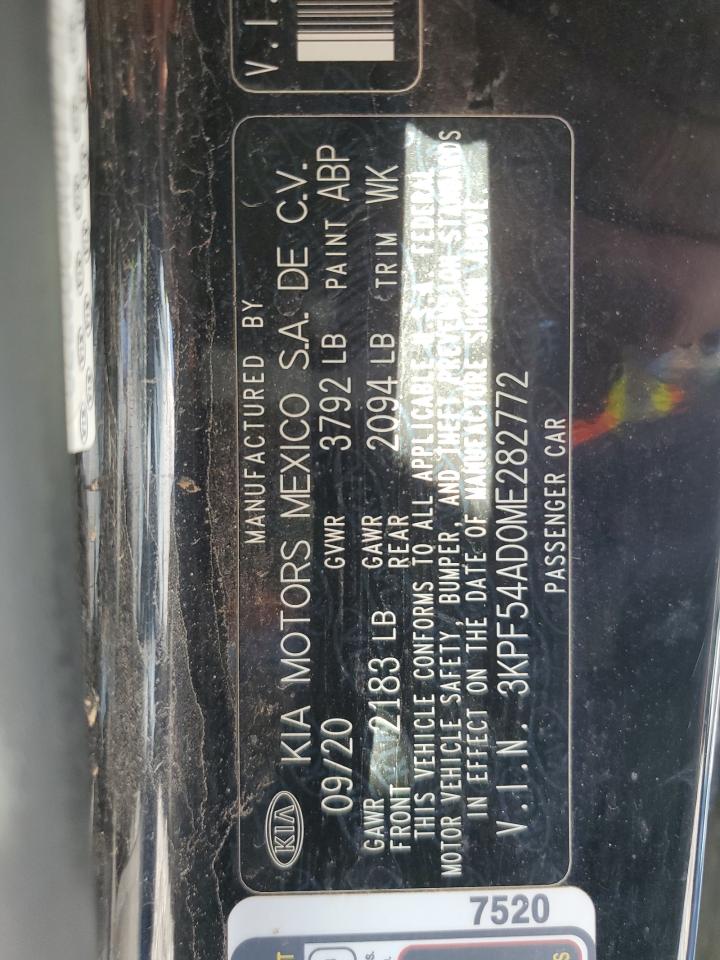 V.I.
MANUFACTURED BY
KIA KIA MOTORS MEXICO S.A. DE C.V.
09/20 GVWR 3792 LB PAINT ABP
GAWR FRONT 2183 LB GAWR REAR 2094 LB TRIM WK
THIS VEHICLE CONFORMS TO ALL APPLICABLE U.S.A FEDERAL
MOTOR VEHICLE SAFETY, BUMPER, AND THEFT PREVENTION STANDARDS
IN EFFECT ON THE DATE OF MANUFACTURE SHOWN ABOVE
V.I.N. 3KPF54AD0ME282772
PASSENGER CAR
7520